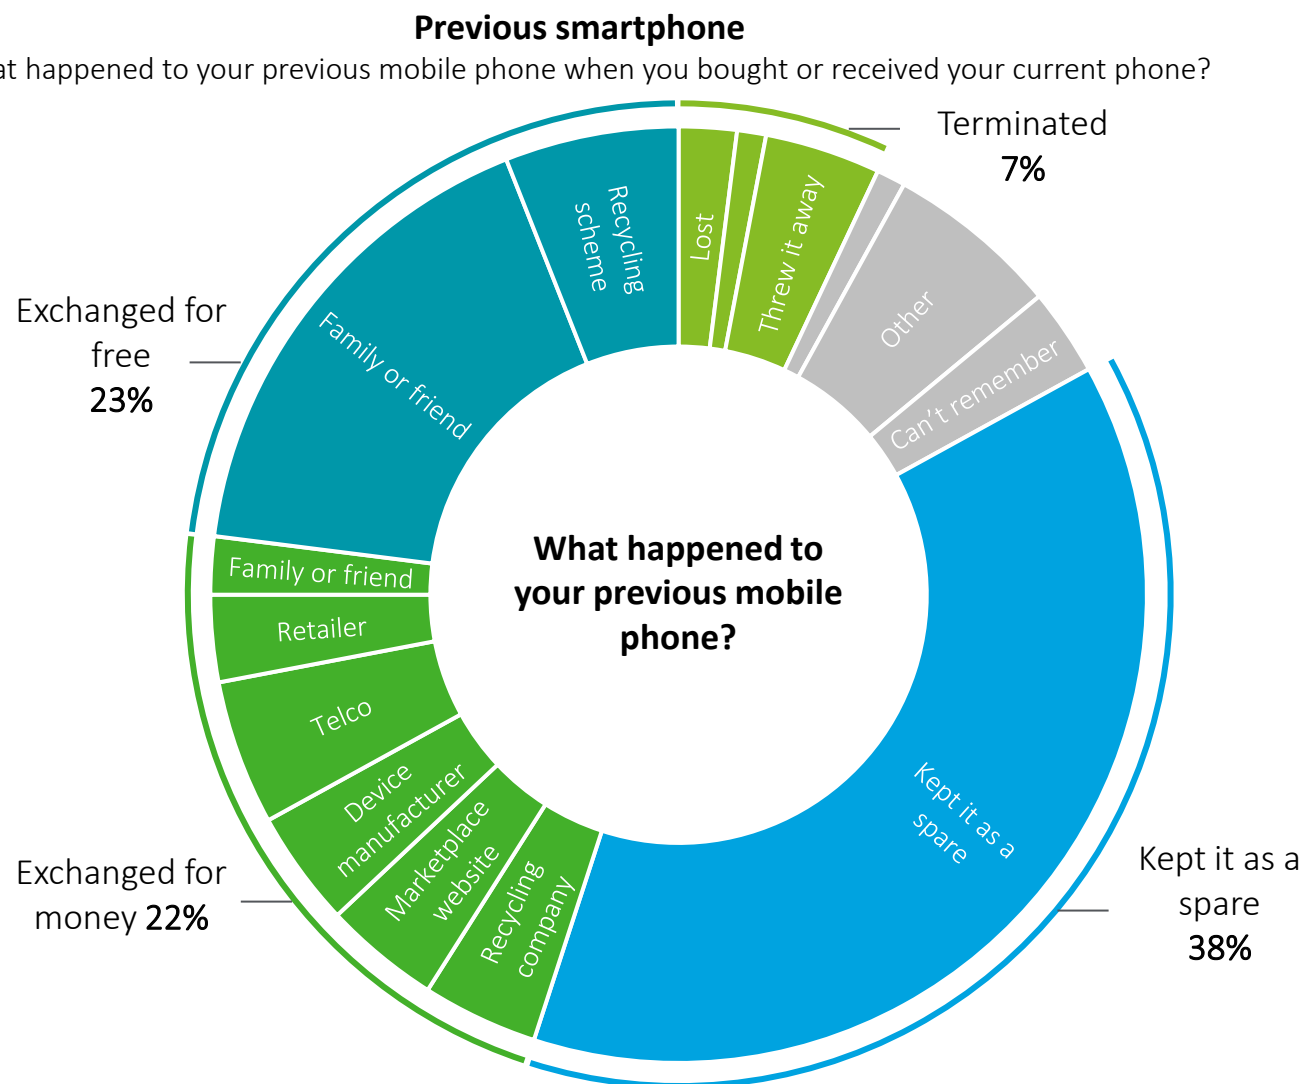 Previous smartphone
at happened to your previous mobile phone when you bought or received your current phone?
Terminated
7%
Lost
Threw it away
Other
Can't remember
Recycling
scheme
Family or friend
Exchanged for
free
23%
What happened to
your previous mobile
phone?
Family or friend
Retailer
Telco
Device
manufacturer
Marketplace
website
Recycling
company
Exchanged for
money 22%
Kept it as a
spare
Kept it as a
spare
38%